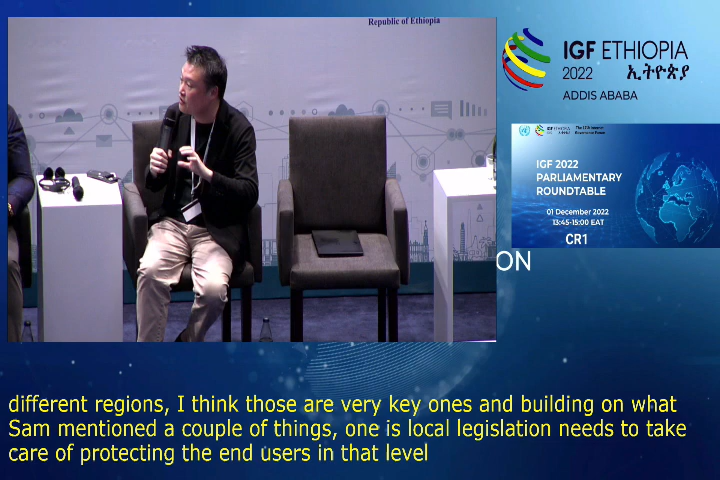 Republic of Ethiopia
IGF ETHIOPIA
2022 ኢትዮጵያ
ADDIS ABABA
IGF 2022
PARLIAMENTARY
ROUNDTABLE
01 December 2022
13:45-15:00 EAT
CR1
ON
different regions, I think those are very key ones and building on what
Sam mentioned a couple of things, one is local legislation needs to take
care of protecting the end users in that level